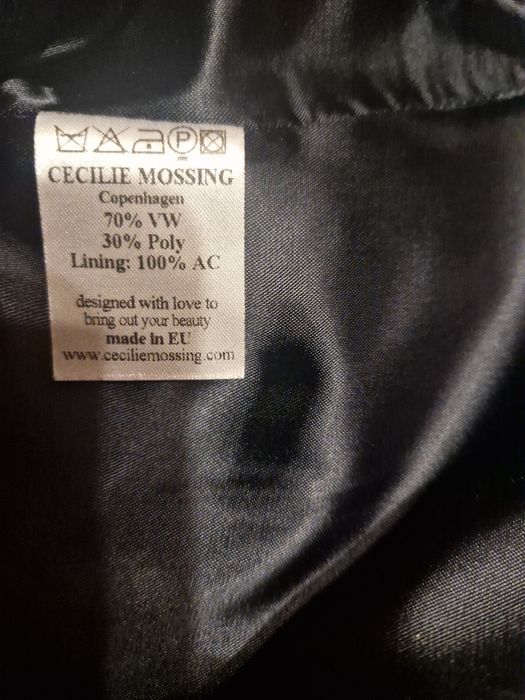 P
CECILIE MOSSING
Copenhagen
70% VW
30% Poly
Lining: 100% AC
designed with love to
bring out your beauty
made in EU
www.ceciliemossing.com